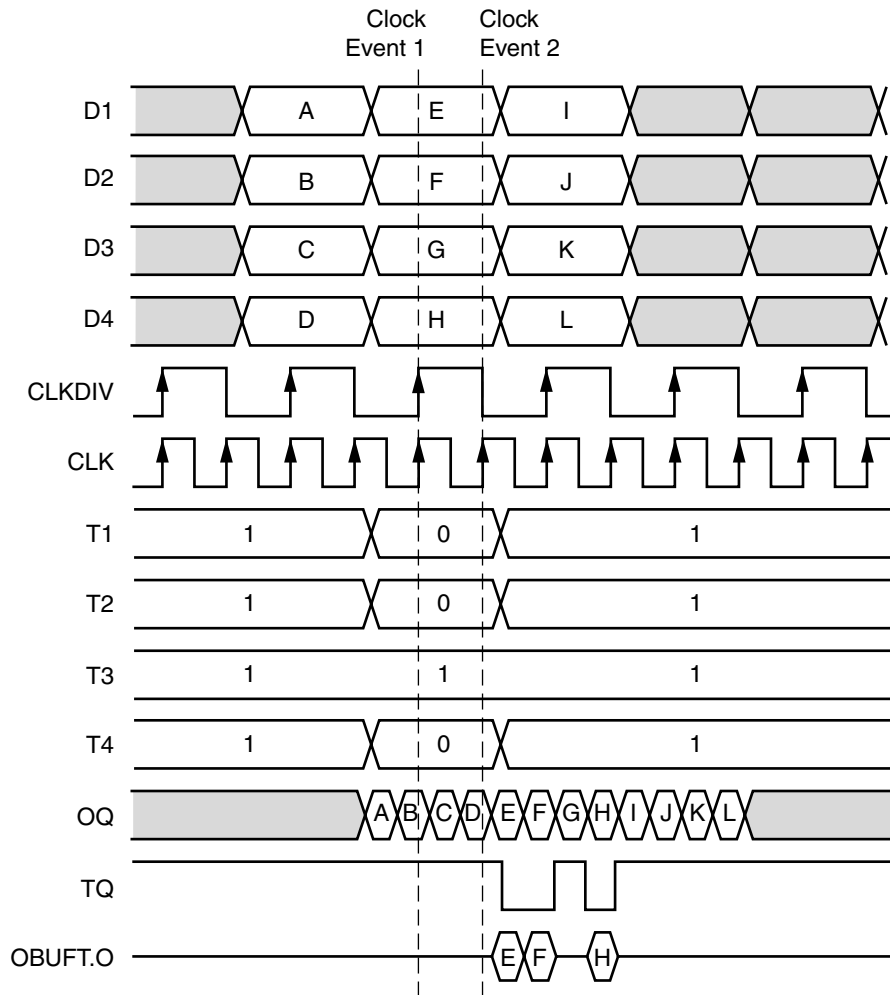 Clock Event 1
Clock Event 2
D1 A E I
D2 B F J
D3 C G K
D4 D H L
CLKDIV
CLK
T1 1 0 1
T2 1 0 1
T3 1 1 1
T4 1 0 1
OQ A B C D E F G H I J K L
TQ
OBUFT.O E F H